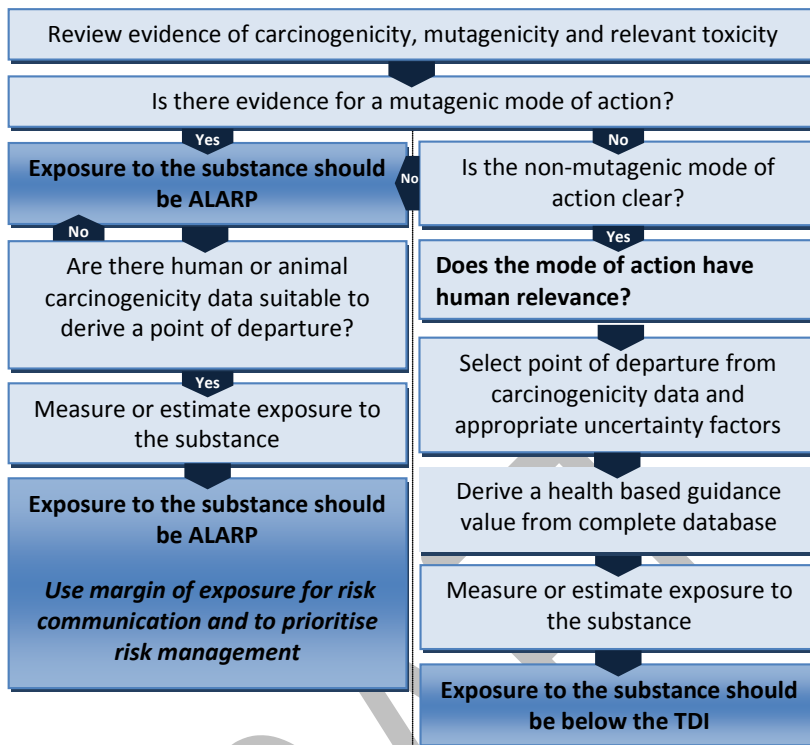 Review evidence of carcinogenicity, mutagenicity and relevant toxicity
Is there evidence for a mutagenic mode of action?
Yes
Exposure to the substance should
be ALARP
No
Are there human or animal
carcinogenicity data suitable to
derive a point of departure?
Yes
Measure or estimate exposure to
the substance
Exposure to the substance should
be ALARP
Use margin of exposure for risk
communication and to prioritise
risk management
No
Is the non-mutagenic mode of
action clear?
No
Yes
Does the mode of action have
human relevance?
Select point of departure from
carcinogenicity data and
appropriate uncertainty factors
Derive a health based guidance
value from complete database
Measure or estimate exposure to
the substance
Exposure to the substance should
be below the TDI